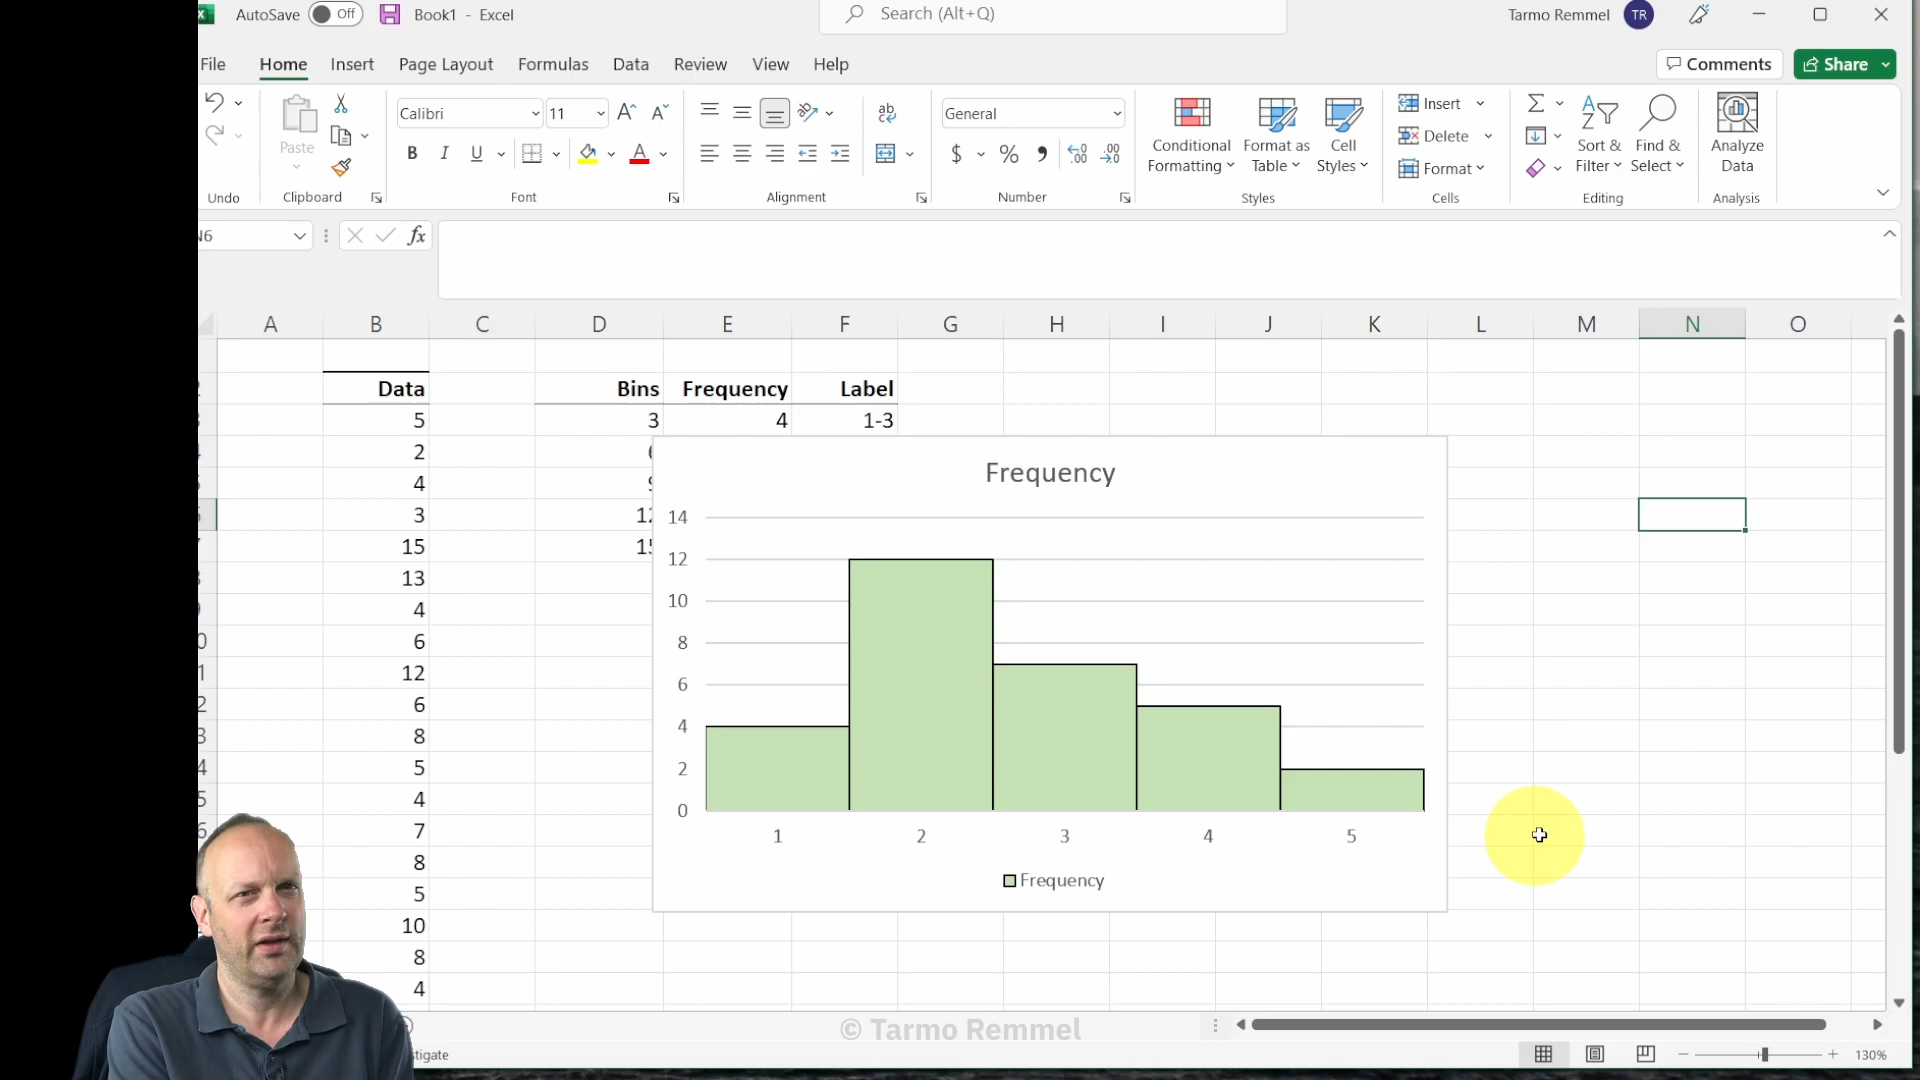 AutoSave Off Book1 - Excel Search (Alt+Q) Tarmo Remmel TR
File Home Insert Page Layout Formulas Data Review View Help Comments Share
Calibri 11 General Insert
Paste B I U $ % Conditional Formatting Format as Table Cell Styles Delete Sort & Filter Find & Select Analyze Data
Format
Undo Clipboard Font Alignment Number Styles Cells Editing Analysis
N6 fx
A B C D E F G H I J K L M N O
Data Bins Frequency Label
5 3 4 1-3
2
4
3 12
15 15
13
4
6
12
6
8
5
4
7
8
5
10
8
4
Frequency
14
12
10
8
6
4
2
0
1 2 3 4 5
Frequency
© Tarmo Remmel
130%